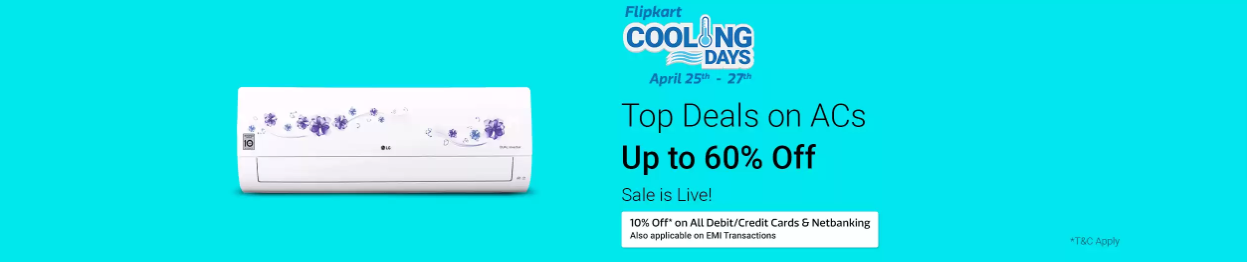 Flipkart
COOLING
DAYS
April 25th - 27th
Top Deals on ACs
Up to 60% Off
Sale is Live!
10% Off* on All Debit/Credit Cards & Netbanking
Also applicable on EMI Transactions
*T&C Apply
10
LG